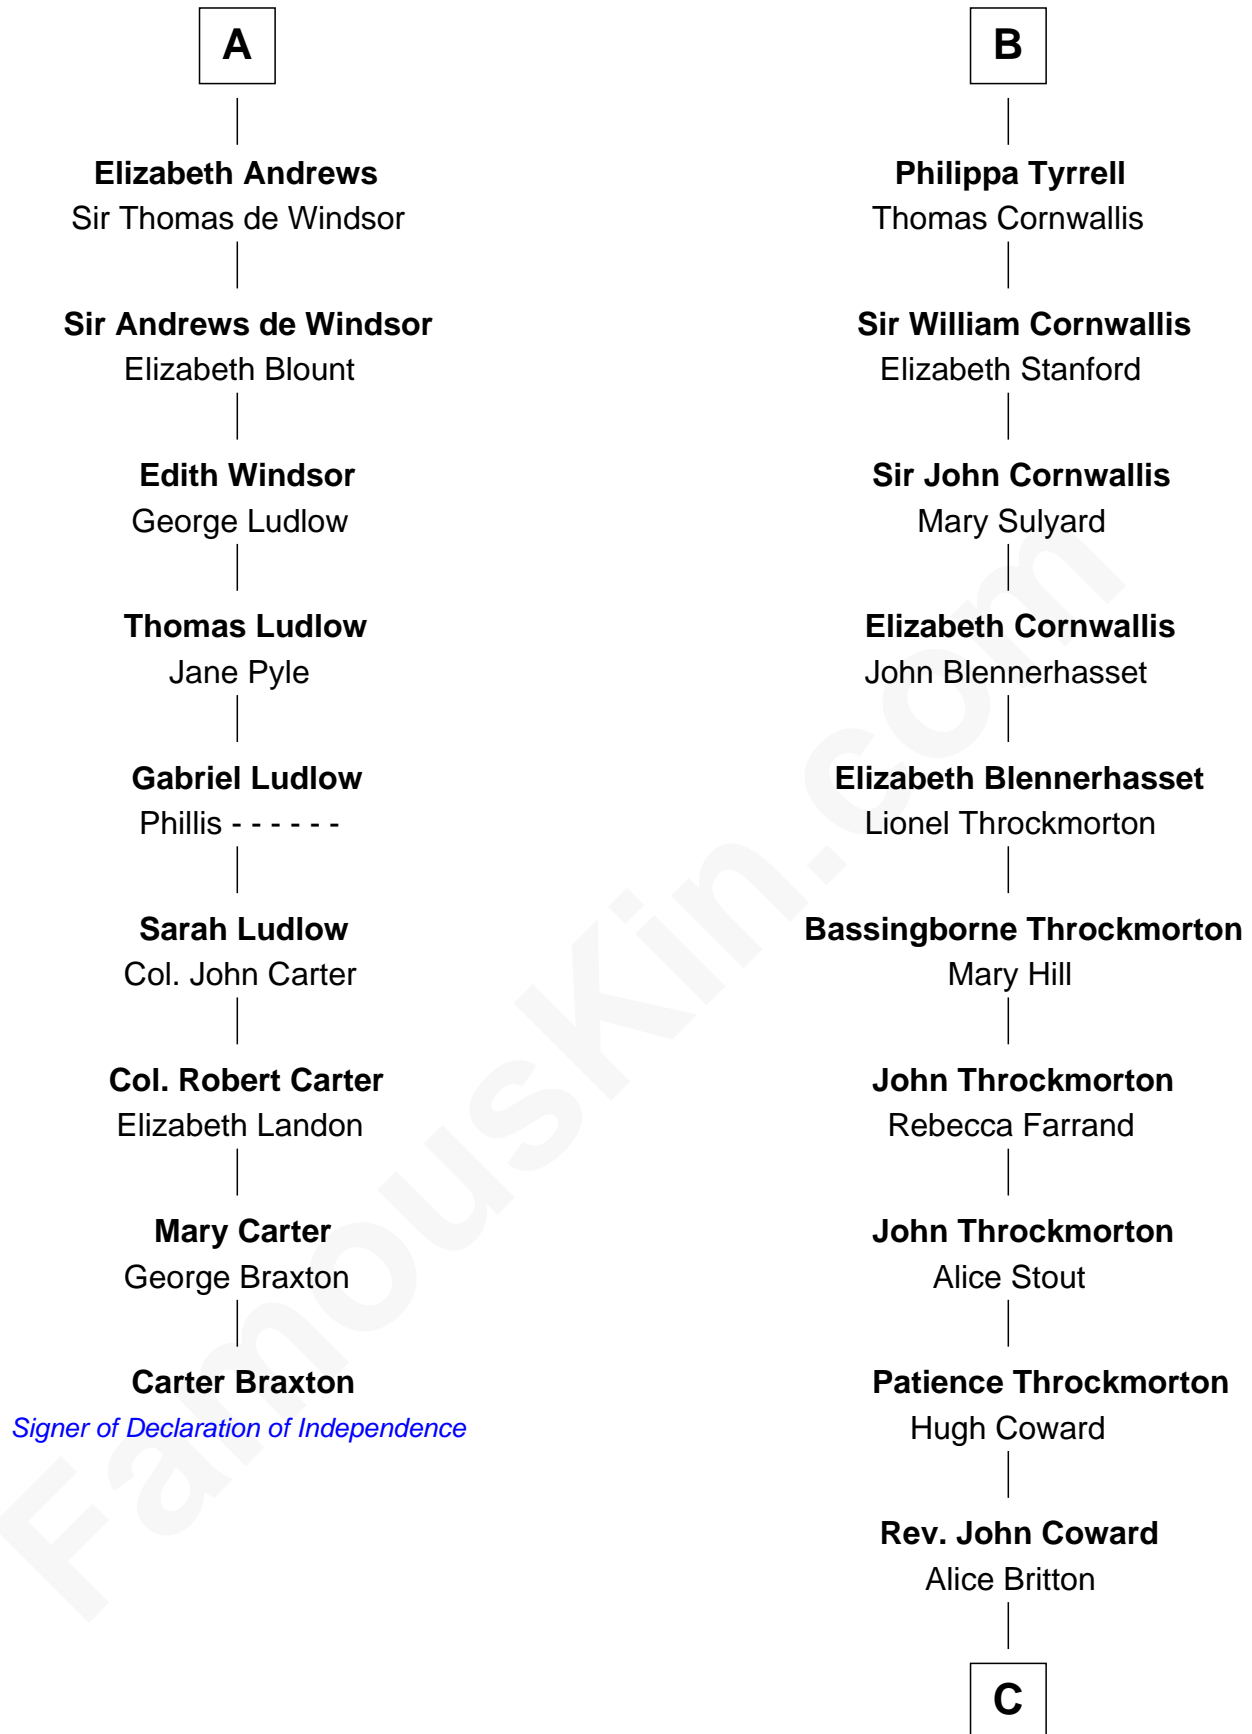 A
Elizabeth Andrews
Sir Thomas de Windsor
Sir Andrews de Windsor
Elizabeth Blount
Edith Windsor
George Ludlow
Thomas Ludlow
Jane Pyle
Gabriel Ludlow
Phillis - - - - - -
Sarah Ludlow
Col. John Carter
Col. Robert Carter
Elizabeth Landon
Mary Carter
George Braxton
Carter Braxton
Signer of Declaration of Independence
B
Philippa Tyrrell
Thomas Cornwallis
Sir William Cornwallis
Elizabeth Stanford
Sir John Cornwallis
Mary Sulyard
Elizabeth Cornwallis
John Blennerhasset
Elizabeth Blennerhasset
Lionel Throckmorton
Bassingborne Throckmorton
Mary Hill
John Throckmorton
Rebecca Farrand
John Throckmorton
Alice Stout
Patience Throckmorton
Hugh Coward
Rev. John Coward
Alice Britton
C
FamousKin.com